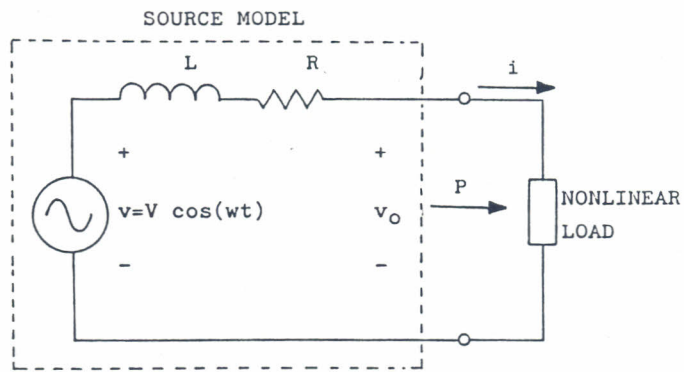 SOURCE MODEL
L
R
i
+
+
v=V cos(wt)
vo
P
NONLINEAR
LOAD
−
−